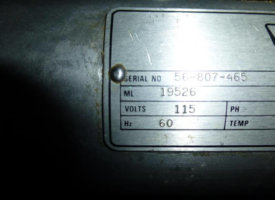 SERIAL NO 56-807-465
ML 19526
VOLTS 115 PH
Hz 60 TEMP